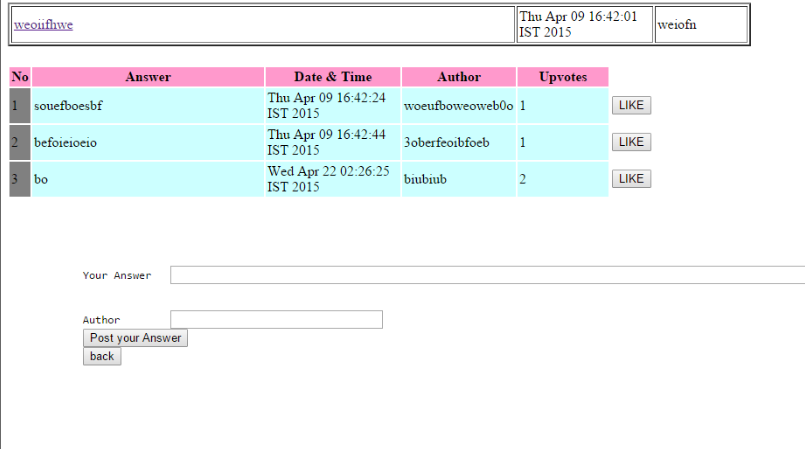 weoiifhwe Thu Apr 09 16:42:01 IST 2015 weiofn
No Answer Date & Time Author Upvotes
1 souefboesbf Thu Apr 09 16:42:24 IST 2015 woeufboweoweb0o 1 LIKE
2 befoieioeio Thu Apr 09 16:42:44 IST 2015 3oberfeoibfoeb 1 LIKE
3 bo Wed Apr 22 02:26:25 IST 2015 biubiub 2 LIKE
Your Answer
Author
Post your Answer
back